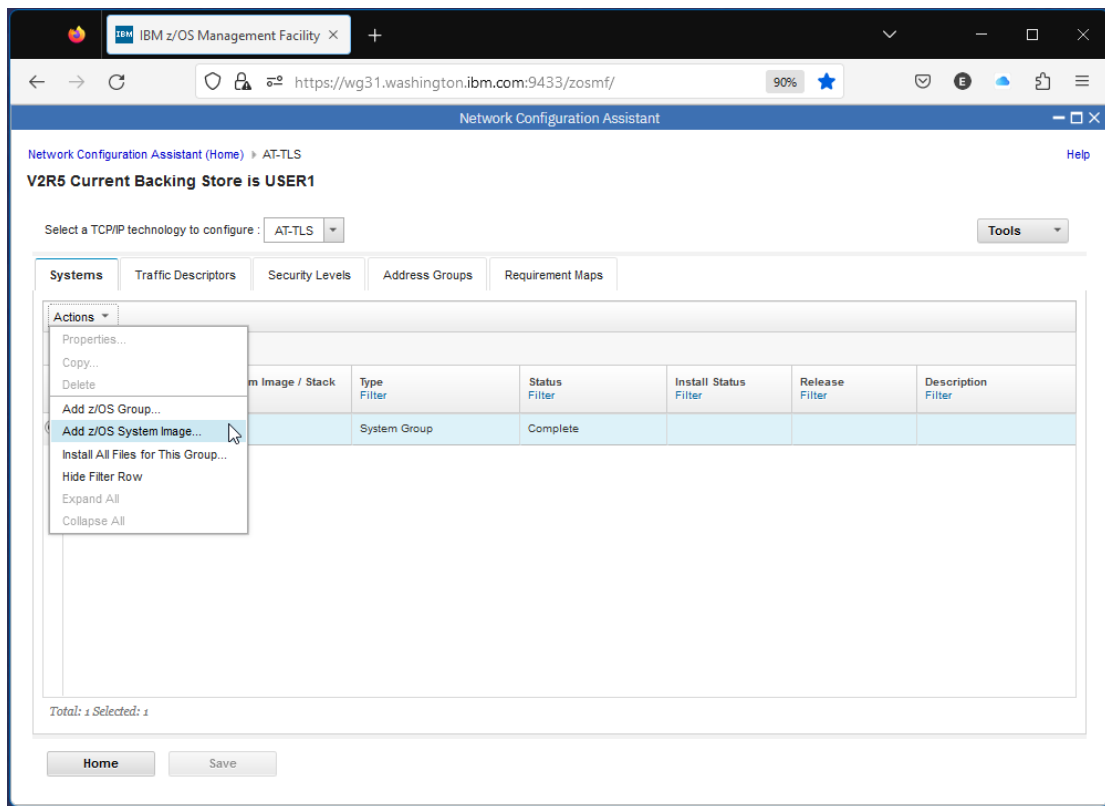 IBM IBM z/OS Management Facility
https://wg31.washington.ibm.com:9433/zosmf/ 90% E
Network Configuration Assistant
Network Configuration Assistant (Home) AT-TLS Help
V2R5 Current Backing Store is USER1
Select a TCP/IP technology to configure : AT-TLS Tools
Systems Traffic Descriptors Security Levels Address Groups Requirement Maps
Actions
Properties...
Copy...
Delete
Add z/OS Group...
Add z/OS System Image...
Install All Files for This Group...
Hide Filter Row
Expand All
Collapse All
m Image / Stack Type Status Install Status Release Description
Filter Filter Filter Filter Filter
System Group Complete
Total: 1 Selected: 1
Home Save